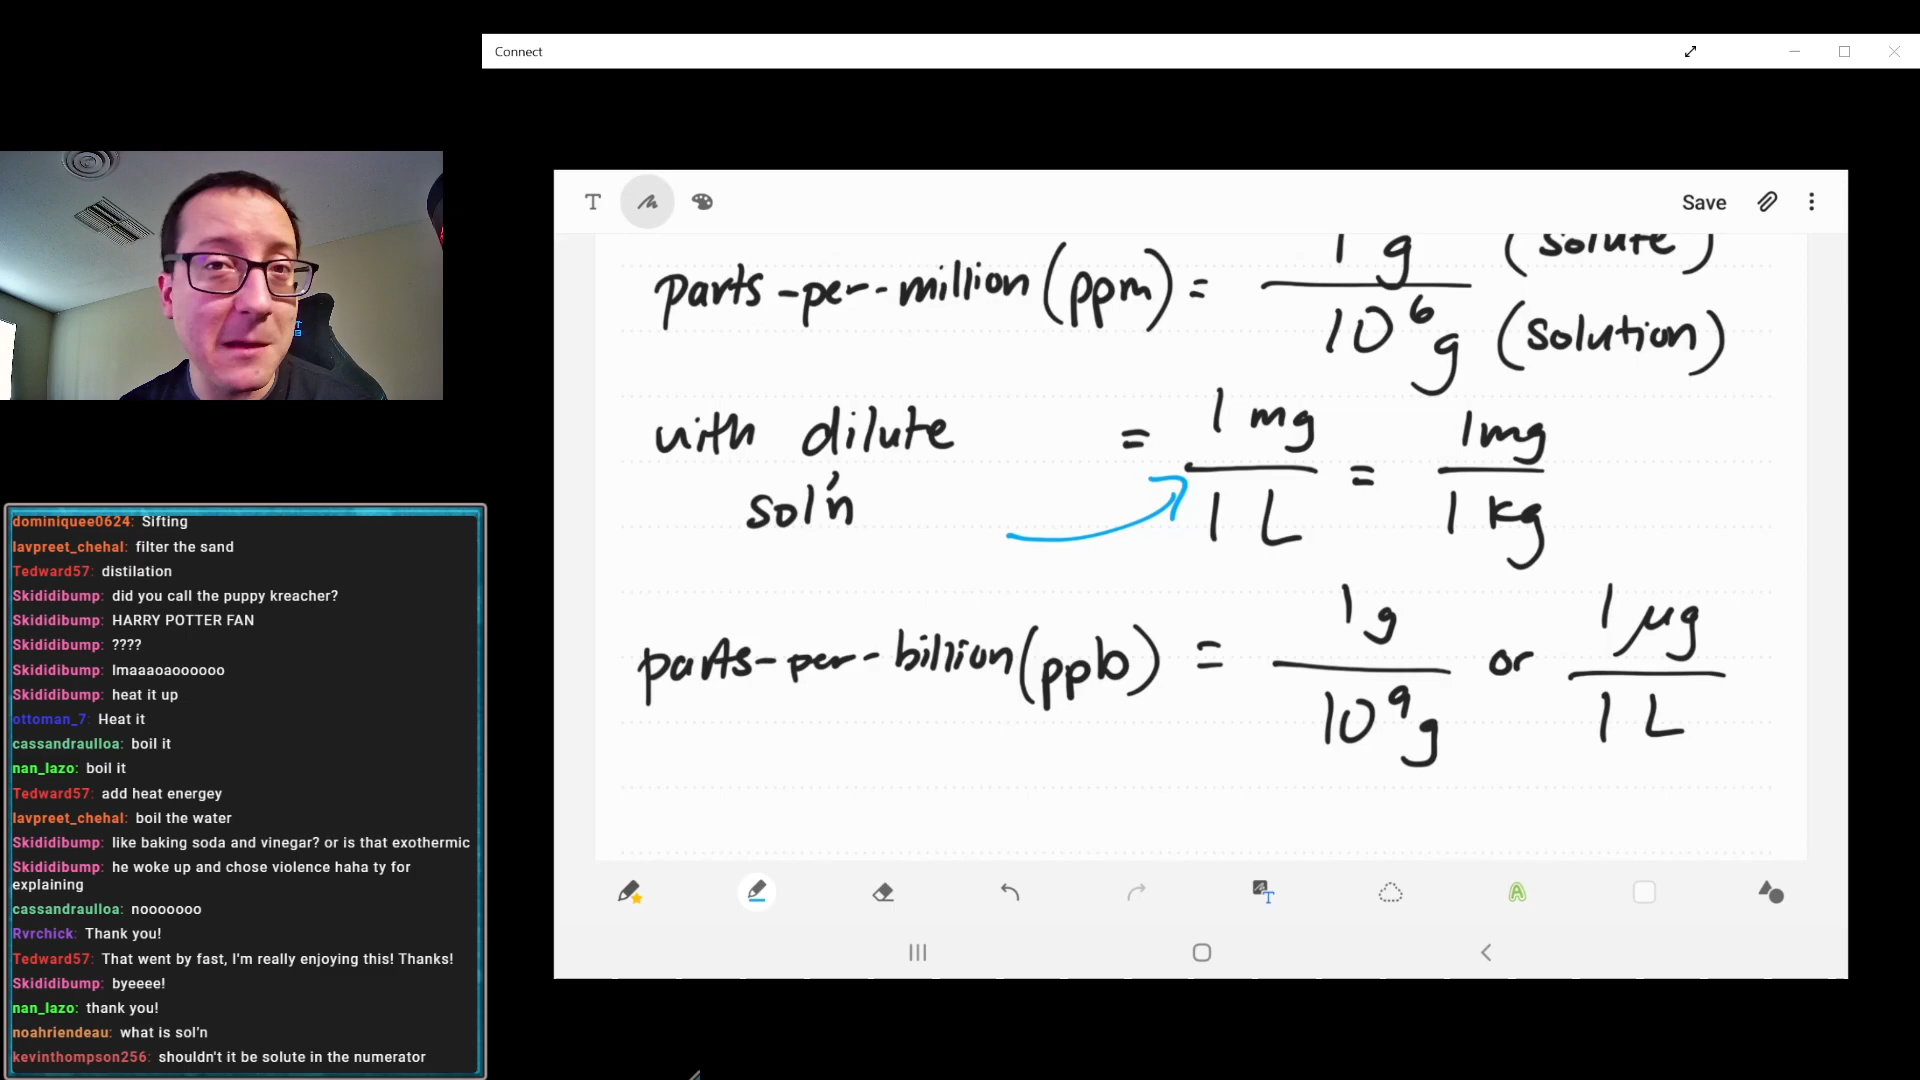 Connect
T Save
parts-per-million (ppm) = 1 g (solute) / 10⁶ g (solution)
with dilute sol'n = 1 mg / 1 L = 1 mg / 1 kg
parts-per-billion (ppb) = 1 g / 10⁹ g or 1 μg / 1 L
dominiquee0624: Sifting
lavpreet_chehal: filter the sand
Tedward57: distilation
Skididibump: did you call the puppy kreacher?
Skididibump: HARRY POTTER FAN
Skididibump: ????
Skididibump: lmaaaoaoooooo
Skididibump: heat it up
ottoman_7: Heat it
cassandraulloa: boil it
nan_lazo: boil it
Tedward57: add heat energey
lavpreet_chehal: boil the water
Skididibump: like baking soda and vinegar? or is that exothermic
Skididibump: he woke up and chose violence haha ty for
explaining
cassandraulloa: nooooooo
Rvrchick: Thank you!
Tedward57: That went by fast, I'm really enjoying this! Thanks!
Skididibump: byeeee!
nan_lazo: thank you!
noahriendeau: what is sol'n
kevinthompson256: shouldn't it be solute in the numerator